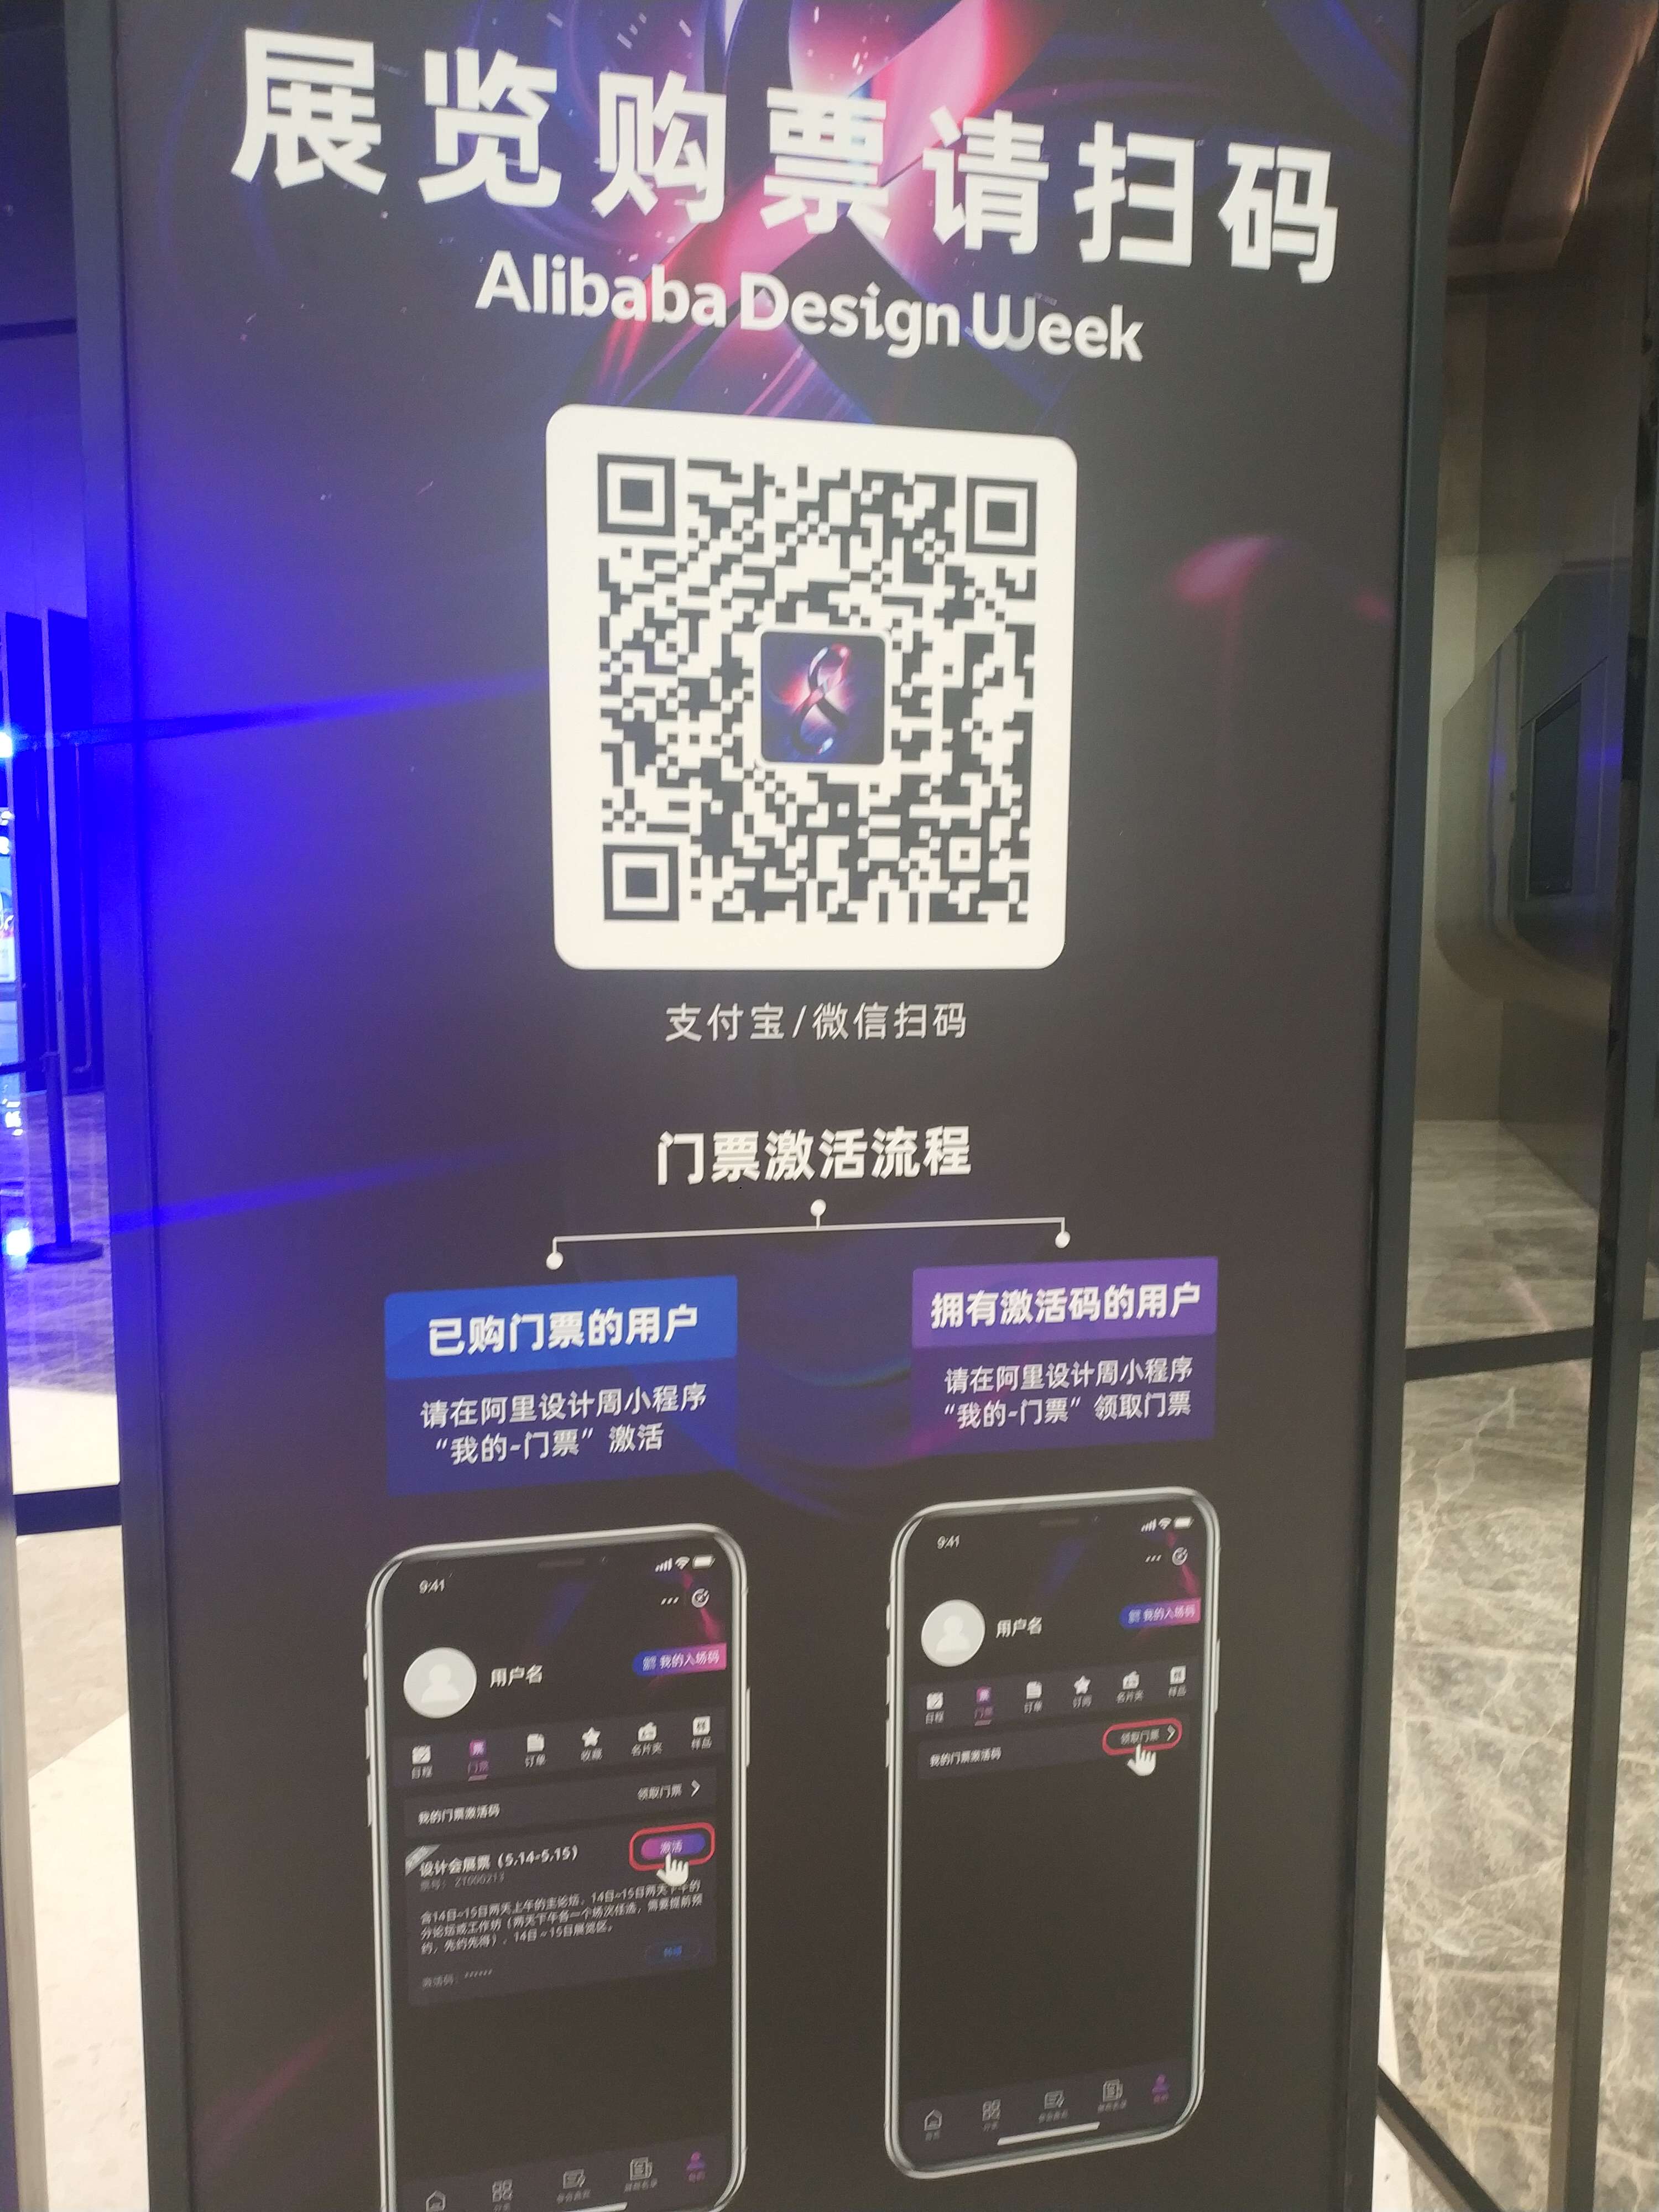 展览购票请扫码
Alibaba Design Week
支付宝/微信扫码
门票激活流程
已购门票的用户
请在阿里设计周小程序
“我的-门票”激活
拥有激活码的用户
请在阿里设计周小程序
“我的-门票”领取门票
9:41
用户名
我的入场码
日程 门票 订单 收藏 名片夹 样品
我的门票激活码
领取门票
设计会展票（5.14-5.15）
激活
票号：ZT000213
含14日~15日两天上午的主论坛，14日~15日两天下午的
分论坛或工作坊（两天下午各一个场次任选，需要提前预
约，先约先得），14日~15日展览区。
激活码：******
9:41
用户名
我的入场码
日程 门票 订单 订阅 名片夹 样品
我的门票激活码
领取门票